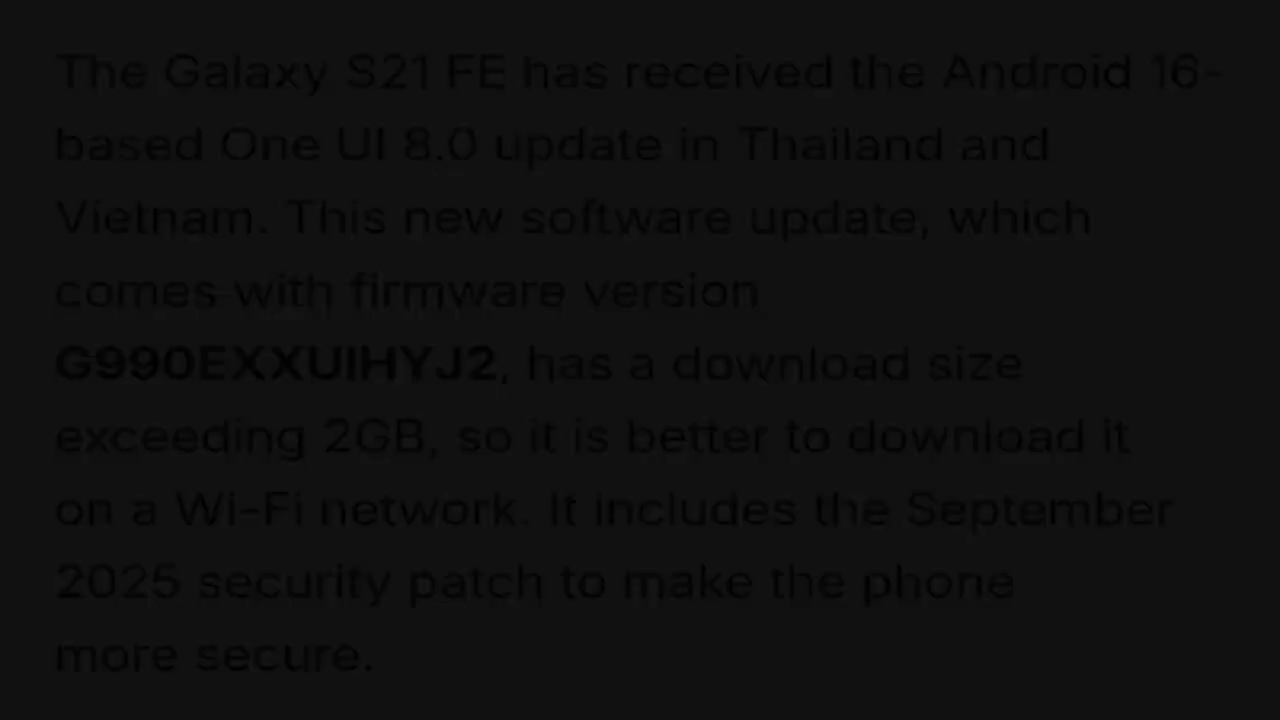 The Galaxy S21 FE has received the Android 16-
based One UI 8.0 update in Thailand and
Vietnam. This new software update, which
comes with firmware version
G990EXXUIHYJ2, has a download size
exceeding 2GB, so it is better to download it
on a Wi-Fi network. It includes the September
2025 security patch to make the phone
more secure.